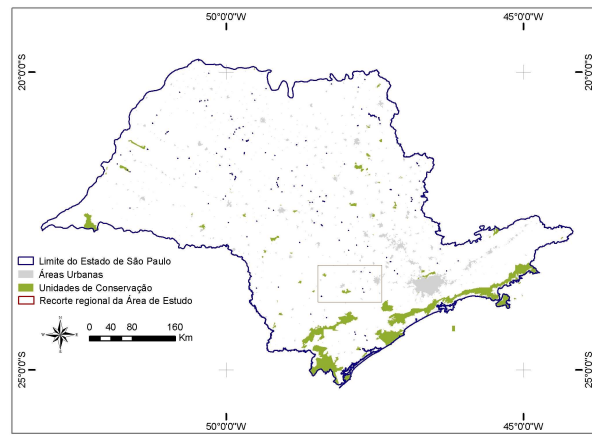 50°0'0"W
45°0'0"W
20°0'0"S
20°0'0"S
Limite do Estado de São Paulo
Áreas Urbanas
Unidades de Conservação
Recorte regional da Área de Estudo
N
W
E
S
0 40 80 160
Km
25°0'0"S
25°0'0"S
50°0'0"W
45°0'0"W